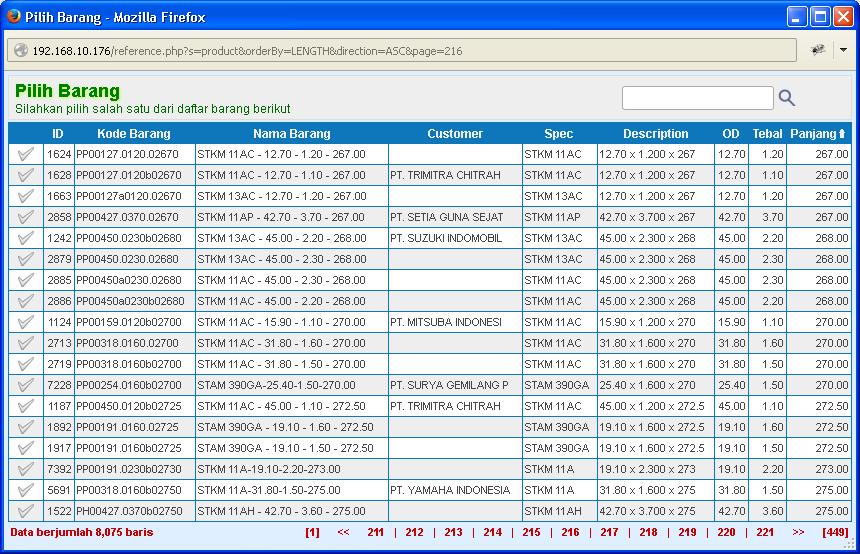 Pilih Barang - Mozilla Firefox
192.168.10.176/reference.php?s=product&orderBy=LENGTH&direction=ASC&page=216
Pilih Barang
Silahkan pilih salah satu dari daftar barang berikut
ID Kode Barang Nama Barang Customer Spec Description OD Tebal Panjang
1624 PP00127.0120.02670 STKM 11AC - 12.70 - 1.20 - 267.00 STKM 11AC 12.70 x 1.200 x 267 12.70 1.20 267.00
1628 PP00127.0120b02670 STKM 11AC - 12.70 - 1.10 - 267.00 PT. TRIMITRA CHITRAH STKM 11AC 12.70 x 1.200 x 267 12.70 1.10 267.00
1663 PP00127a0120.02670 STKM 13AC - 12.70 - 1.20 - 267.00 STKM 13AC 12.70 x 1.200 x 267 12.70 1.20 267.00
2858 PP00427.0370.02670 STKM 11AP - 42.70 - 3.70 - 267.00 PT. SETIA GUNA SEJAT STKM 11AP 42.70 x 3.700 x 267 42.70 3.70 267.00
1242 PP00450.0230b02680 STKM 13AC - 45.00 - 2.20 - 268.00 PT. SUZUKI INDOMOBIL STKM 13AC 45.00 x 2.300 x 268 45.00 2.20 268.00
2879 PP00450.0230.02680 STKM 13AC - 45.00 - 2.30 - 268.00 STKM 13AC 45.00 x 2.300 x 268 45.00 2.30 268.00
2885 PP00450a0230.02680 STKM 11AC - 45.00 - 2.30 - 268.00 STKM 11AC 45.00 x 2.300 x 268 45.00 2.30 268.00
2886 PP00450a0230b02680 STKM 11AC - 45.00 - 2.20 - 268.00 STKM 11AC 45.00 x 2.300 x 268 45.00 2.20 268.00
1124 PP00159.0120b02700 STKM 11AC - 15.90 - 1.10 - 270.00 PT. MITSUBA INDONESI STKM 11AC 15.90 x 1.200 x 270 15.90 1.10 270.00
2713 PP00318.0160.02700 STKM 11AC - 31.80 - 1.60 - 270.00 STKM 11AC 31.80 x 1.600 x 270 31.80 1.60 270.00
2719 PP00318.0160b02700 STKM 11AC - 31.80 - 1.50 - 270.00 STKM 11AC 31.80 x 1.600 x 270 31.80 1.50 270.00
7228 PP00254.0160b02700 STAM 390GA-25.40-1.50-270.00 PT. SURYA GEMILANG P STAM 390GA 25.40 x 1.600 x 270 25.40 1.50 270.00
1187 PP00450.0120b02725 STKM 11AC - 45.00 - 1.10 - 272.50 PT. TRIMITRA CHITRAH STKM 11AC 45.00 x 1.200 x 272.5 45.00 1.10 272.50
1892 PP00191.0160.02725 STAM 390GA - 19.10 - 1.60 - 272.50 STAM 390GA 19.10 x 1.600 x 272.5 19.10 1.60 272.50
1917 PP00191.0160b02725 STAM 390GA - 19.10 - 1.50 - 272.50 STAM 390GA 19.10 x 1.600 x 272.5 19.10 1.50 272.50
7392 PP00191.0230b02730 STKM 11A-19.10-2.20-273.00 STKM 11A 19.10 x 2.300 x 273 19.10 2.20 273.00
5691 PP00318.0160b02750 STKM 11A-31.80-1.50-275.00 PT. YAMAHA INDONESIA STKM 11A 31.80 x 1.600 x 275 31.80 1.50 275.00
1522 PH00427.0370b02750 STKM 11AH - 42.70 - 3.60 - 275.00 STKM 11AH 42.70 x 3.700 x 275 42.70 3.60 275.00
Data berjumlah 8,075 baris [1] << 211 | 212 | 213 | 214 | 215 | 216 | 217 | 218 | 219 | 220 | 221 >> [449]